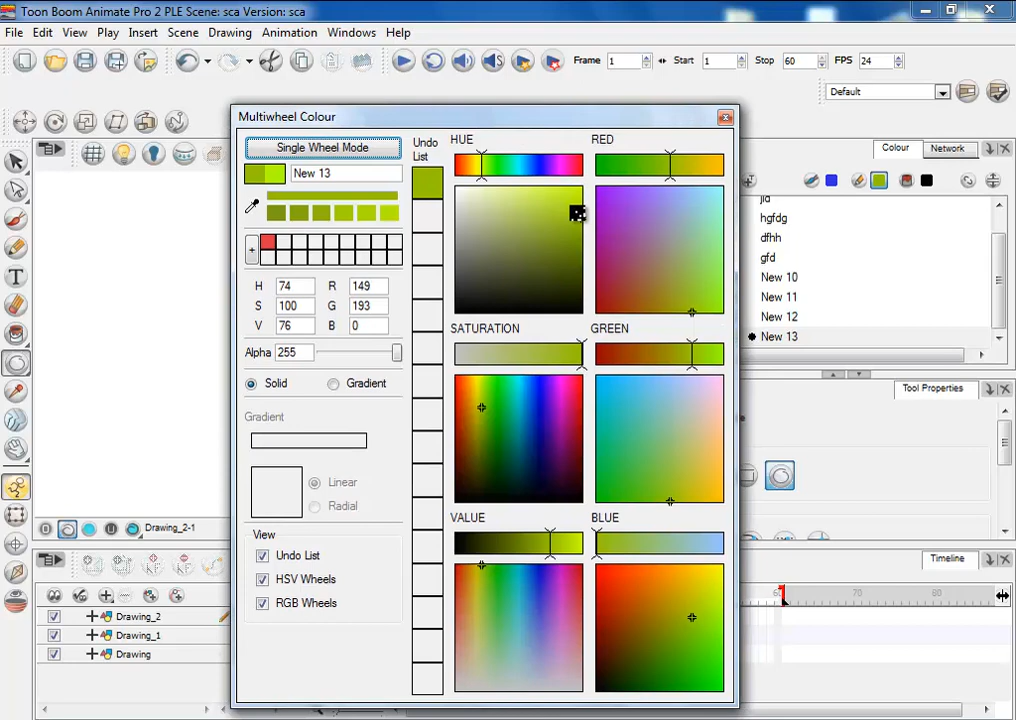 Toon Boom Animate Pro 2 PLE Scene: sca Version: sca
File Edit View Play Insert Scene Drawing Animation Windows Help
Frame 1 Start 1 Stop 60 FPS 24
Default
Multiwheel Colour
Single Wheel Mode
Undo List
New 13
H 74 R 149
S 100 G 193
V 76 B 0
Alpha 255
Solid Gradient
Gradient
Linear
Radial
View
Undo List
HSV Wheels
RGB Wheels
HUE RED
SATURATION GREEN
VALUE BLUE
Colour Network
hgfdg
dfhh
gfd
New 10
New 11
New 12
New 13
Tool Properties
Drawing_2-1
Timeline
70 80
Drawing_2
Drawing_1
Drawing